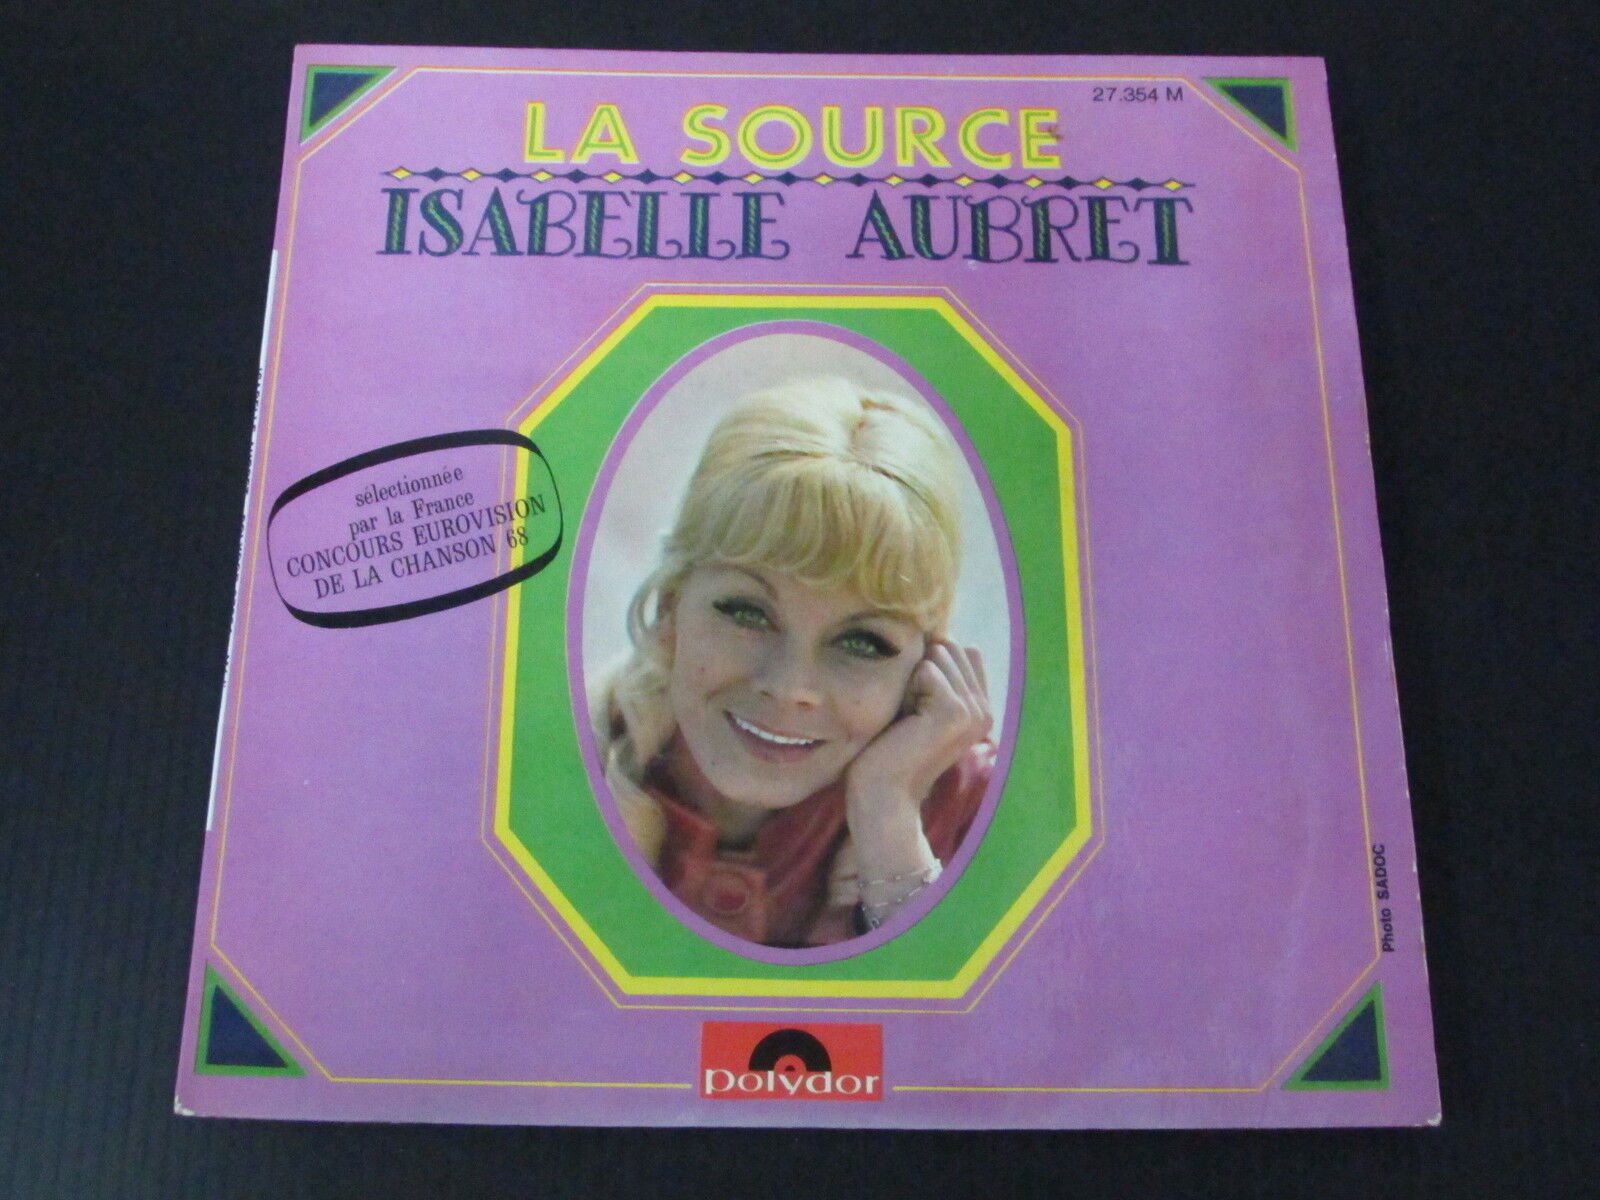 27.354 M
LA SOURCE
ISABELLE AUBRET
sélectionnée
par la France
CONCOURS EUROVISION
DE LA CHANSON 68
Photo SADOC
polydor